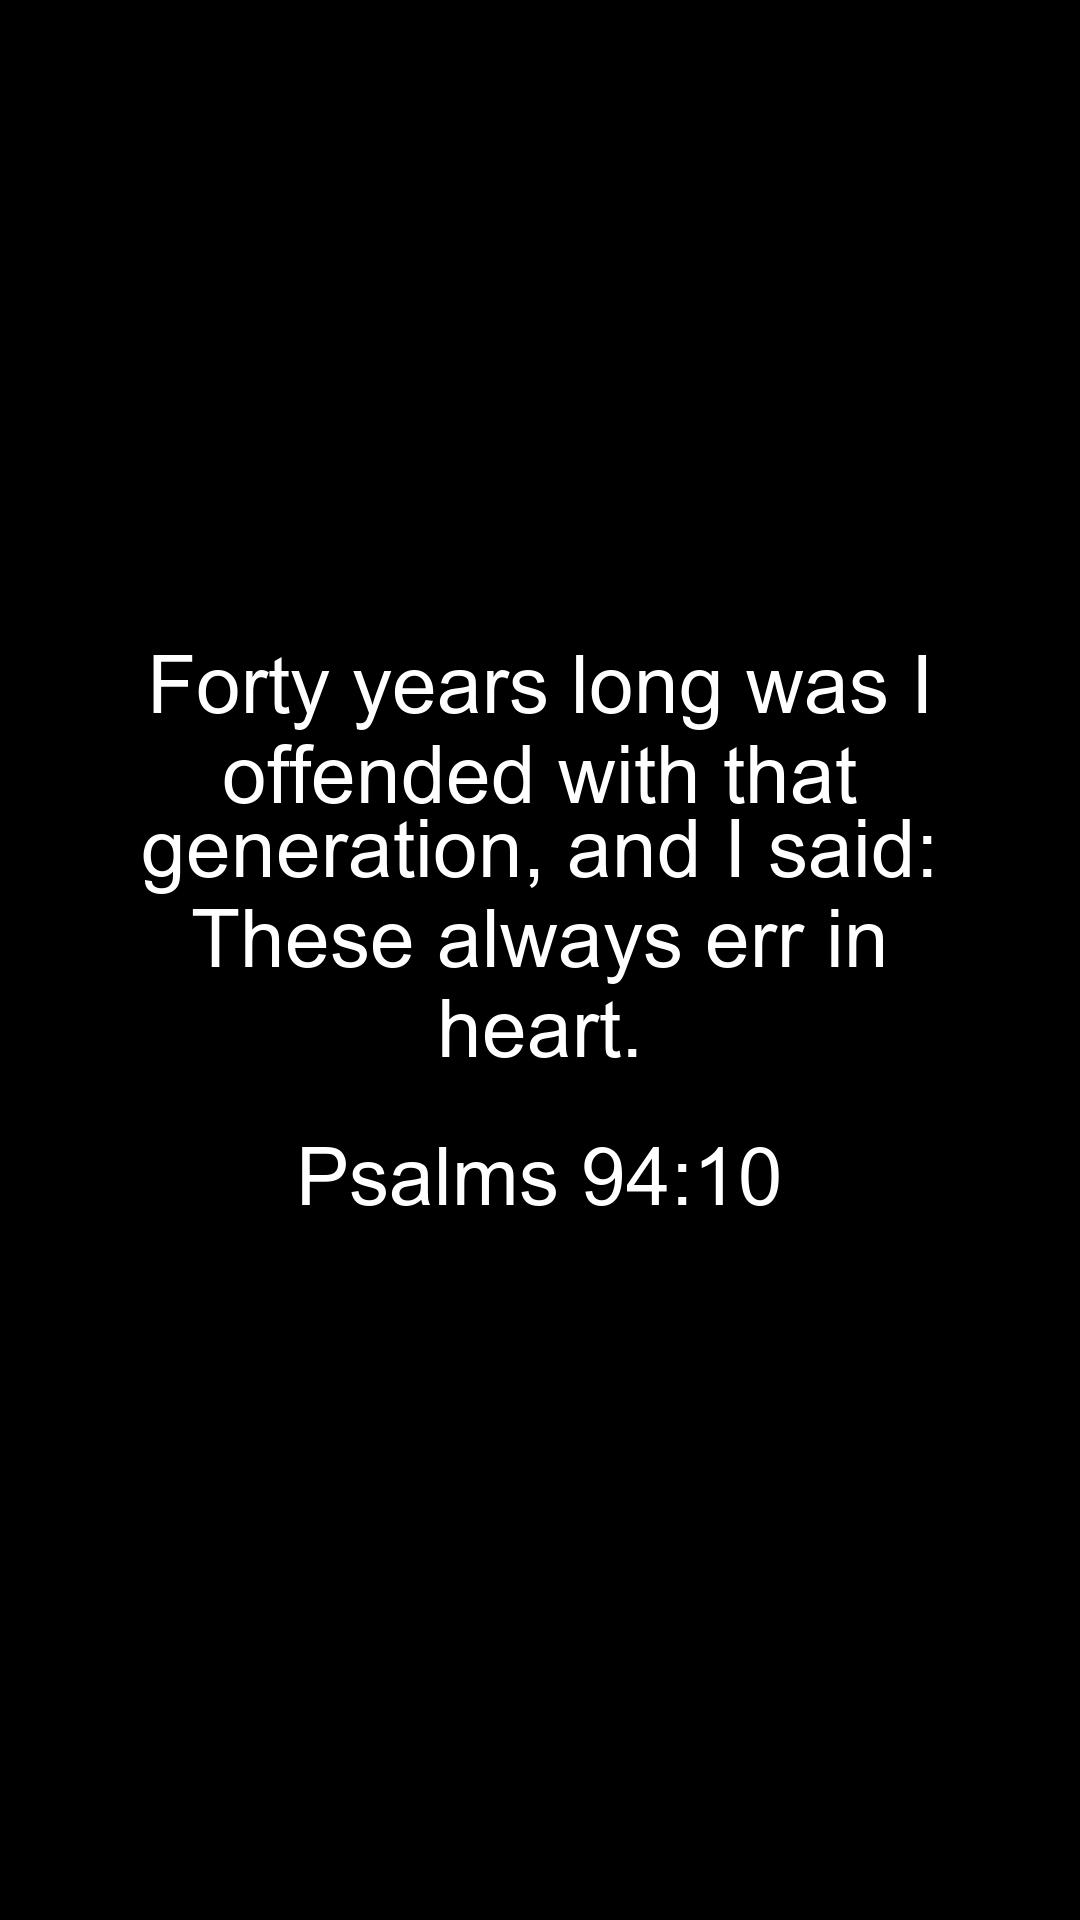 Forty years long was I
offended with that
generation, and I said:
These always err in
heart.
Psalms 94:10